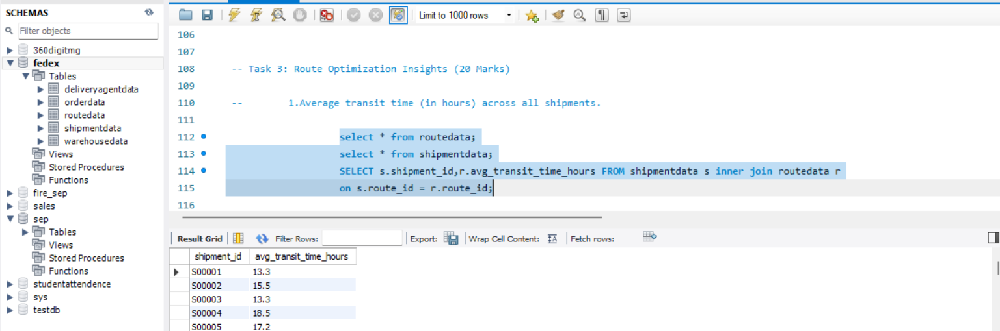 SCHEMAS
Filter objects
360digitmg
fedex
Tables
deliveryagentdata
orderdata
routedata
shipmentdata
warehousedata
Views
Stored Procedures
Functions
fire_sep
sales
sep
Tables
Views
Stored Procedures
Functions
studentattendence
sys
testdb
Limit to 1000 rows
106
107
108 -- Task 3: Route Optimization Insights (20 Marks)
109
110 -- 1.Average transit time (in hours) across all shipments.
111
112 select * from routedata;
113 select * from shipmentdata;
114 SELECT s.shipment_id,r.avg_transit_time_hours FROM shipmentdata s inner join routedata r
115 on s.route_id = r.route_id;
116
Result Grid Filter Rows: Export: Wrap Cell Content: IA Fetch rows:
shipment_id avg_transit_time_hours
S00001 13.3
S00002 15.5
S00003 13.3
S00004 18.5
S00005 17.2